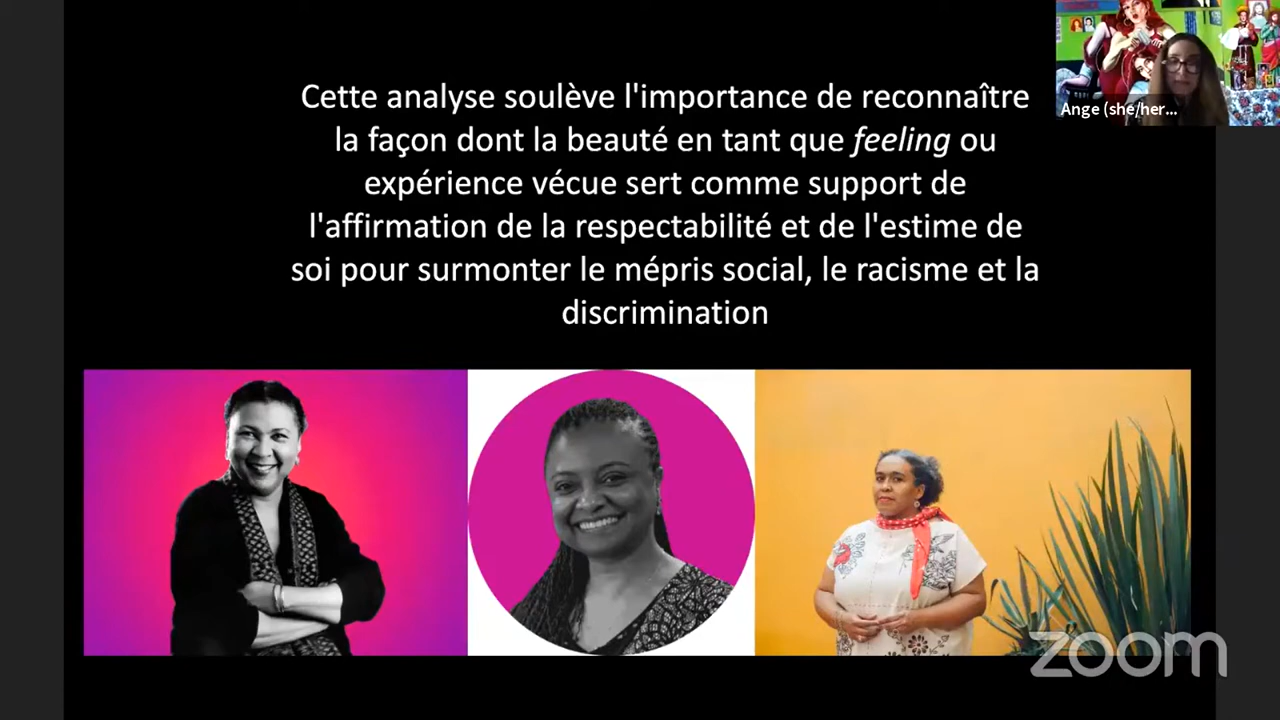 Cette analyse soulève l'importance de reconnaître
la façon dont la beauté en tant que feeling ou
expérience vécue sert comme support de
l'affirmation de la respectabilité et de l'estime de
soi pour surmonter le mépris social, le racisme et la
discrimination
Ange (she/her...
zoom